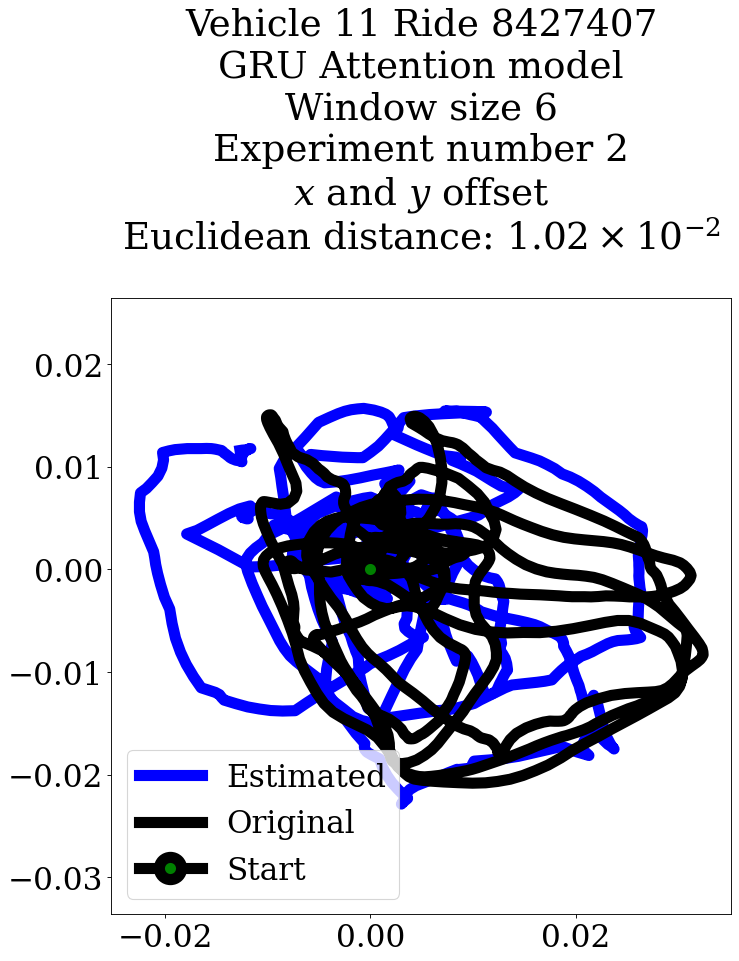 Vehicle 11 Ride 8427407
GRU Attention model
Window size 6
Experiment number 2
x and y offset
Euclidean distance: 1.02 × 10⁻²
0.02
0.01
0.00
−0.01
−0.02
−0.03
Estimated
Original
Start
−0.02
0.00
0.02